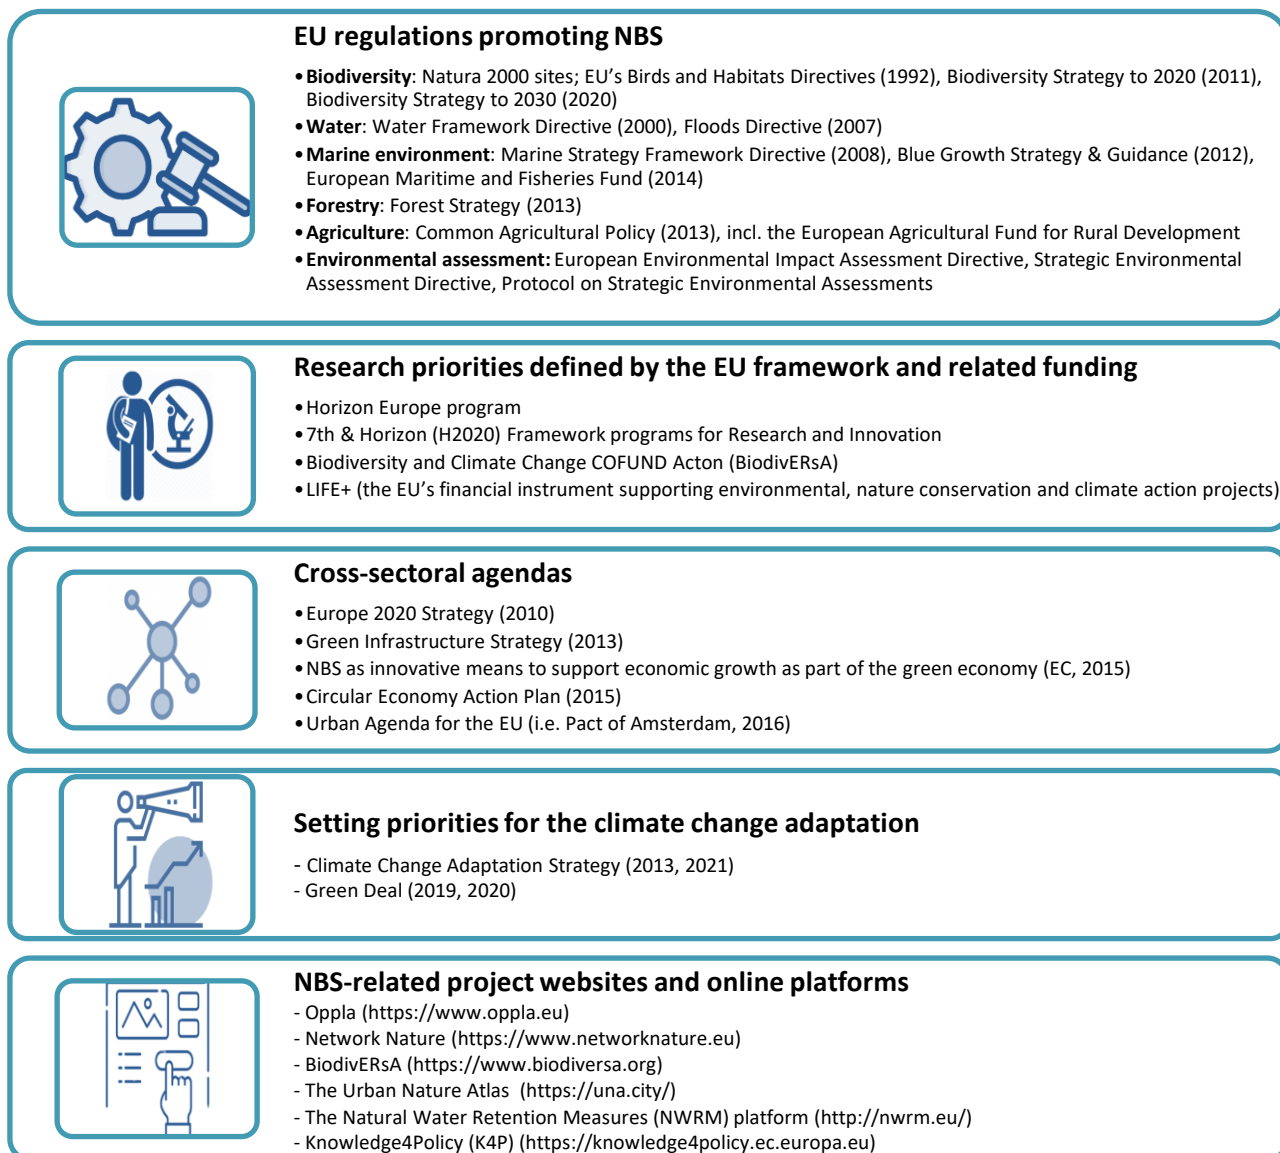 EU regulations promoting NBS
•Biodiversity: Natura 2000 sites; EU's Birds and Habitats Directives (1992), Biodiversity Strategy to 2020 (2011),
Biodiversity Strategy to 2030 (2020)
•Water: Water Framework Directive (2000), Floods Directive (2007)
•Marine environment: Marine Strategy Framework Directive (2008), Blue Growth Strategy & Guidance (2012),
European Maritime and Fisheries Fund (2014)
•Forestry: Forest Strategy (2013)
•Agriculture: Common Agricultural Policy (2013), incl. the European Agricultural Fund for Rural Development
•Environmental assessment: European Environmental Impact Assessment Directive, Strategic Environmental
Assessment Directive, Protocol on Strategic Environmental Assessments
Research priorities defined by the EU framework and related funding
•Horizon Europe program
•7th & Horizon (H2020) Framework programs for Research and Innovation
•Biodiversity and Climate Change COFUND Acton (BiodivERsA)
•LIFE+ (the EU's financial instrument supporting environmental, nature conservation and climate action projects)
Cross-sectoral agendas
•Europe 2020 Strategy (2010)
•Green Infrastructure Strategy (2013)
•NBS as innovative means to support economic growth as part of the green economy (EC, 2015)
•Circular Economy Action Plan (2015)
•Urban Agenda for the EU (i.e. Pact of Amsterdam, 2016)
Setting priorities for the climate change adaptation
- Climate Change Adaptation Strategy (2013, 2021)
- Green Deal (2019, 2020)
NBS-related project websites and online platforms
- Oppla (https://www.oppla.eu)
- Network Nature (https://www.networknature.eu)
- BiodivERsA (https://www.biodiversa.org)
- The Urban Nature Atlas (https://una.city/)
- The Natural Water Retention Measures (NWRM) platform (http://nwrm.eu/)
- Knowledge4Policy (K4P) (https://knowledge4policy.ec.europa.eu)